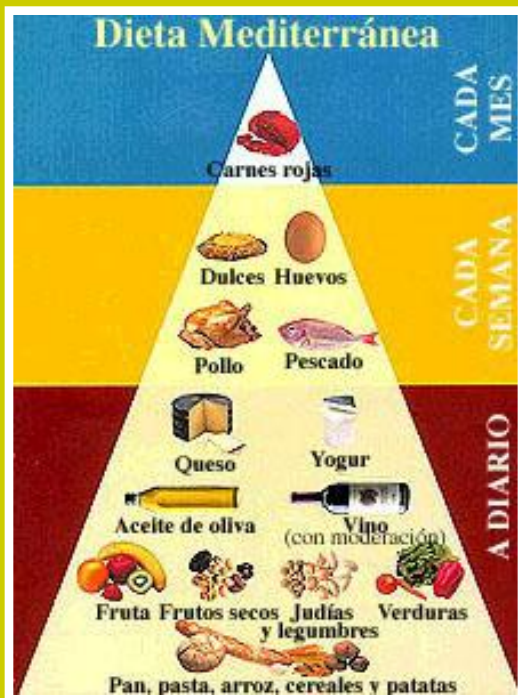 Dieta Mediterránea
CADA
MES
Carnes rojas
CADA
SEMANA
Dulces Huevos
Pollo Pescado
A DIARIO
Queso Yogur
Aceite de oliva Vino
(con moderación)
Fruta Frutos secos Judías Verduras
y legumbres
Pan, pasta, arroz, cereales y patatas